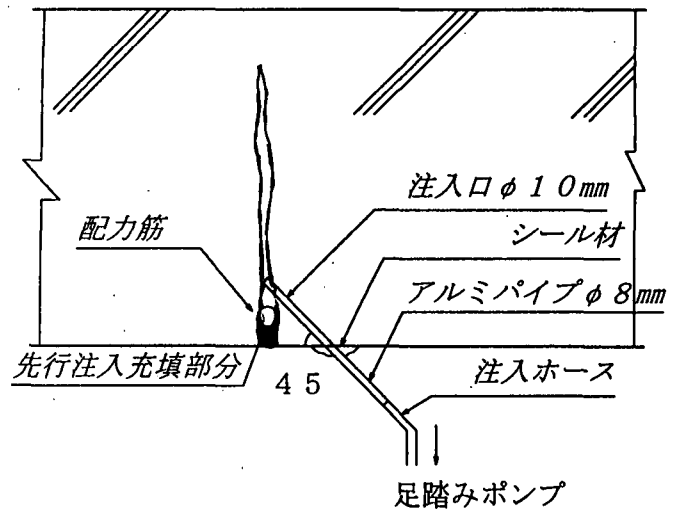 注入口φ10mm
配力筋
シール材
アルミパイプφ8mm
先行注入充填部分
45
注入ホース
足踏みポンプ